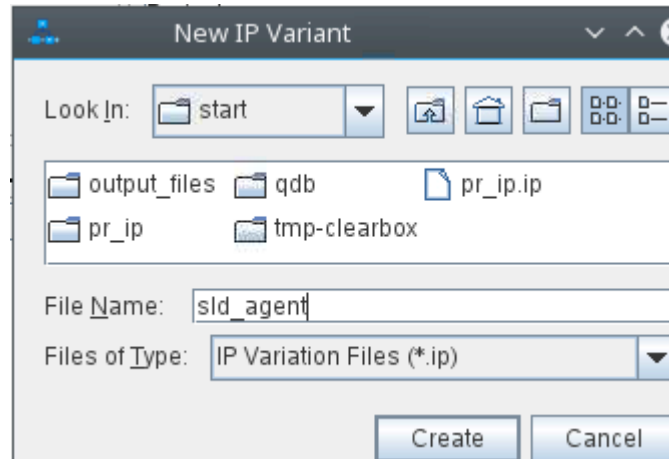 New IP Variant
Look In: start
output_files qdb pr_ip.ip
pr_ip tmp-clearbox
File Name: sld_agent
Files of Type: IP Variation Files (*.ip)
Create Cancel